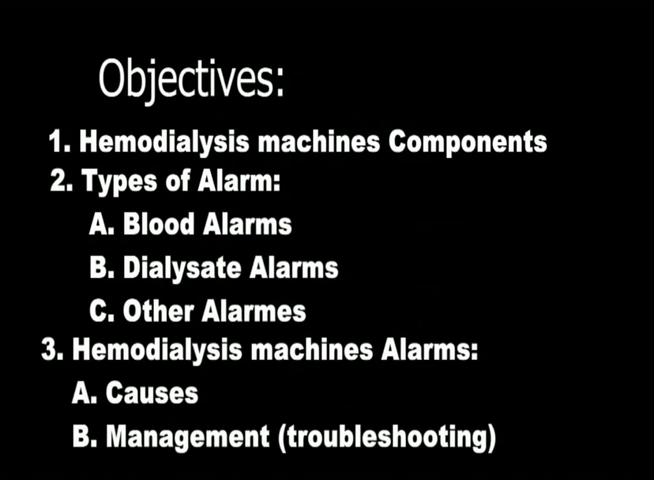 Objectives:
1. Hemodialysis machines Components
2. Types of Alarm:
A. Blood Alarms
B. Dialysate Alarms
C. Other Alarmes
3. Hemodialysis machines Alarms:
A. Causes
B. Management (troubleshooting)